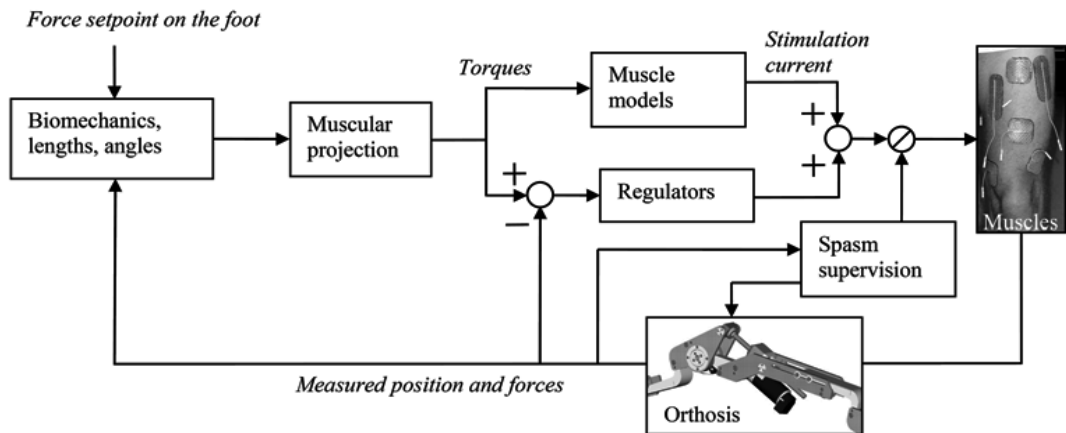 Force setpoint on the foot
Biomechanics,
lengths, angles
Muscular
projection
Torques
Muscle
models
Stimulation
current
+
+
+
−
Regulators
Spasm
supervision
Muscles
Measured position and forces
Orthosis